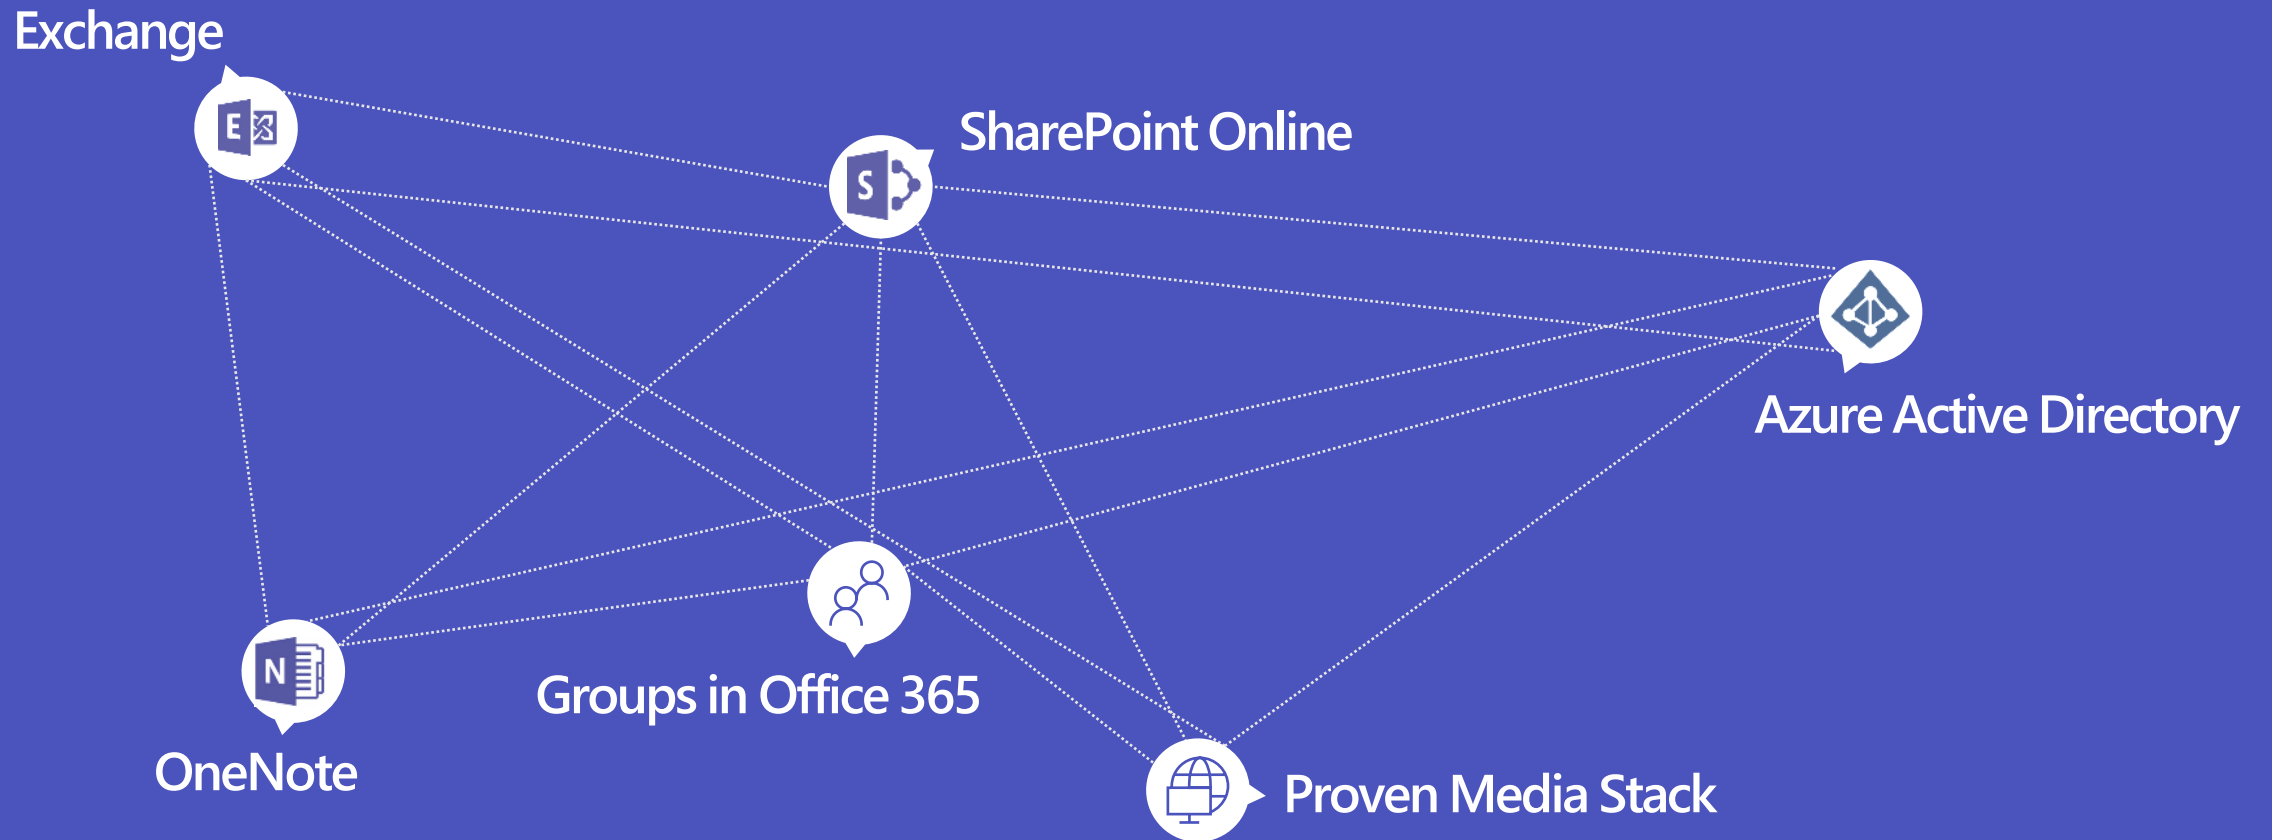 Exchange
E
SharePoint Online
S
Azure Active Directory
N
Groups in Office 365
OneNote
Proven Media Stack